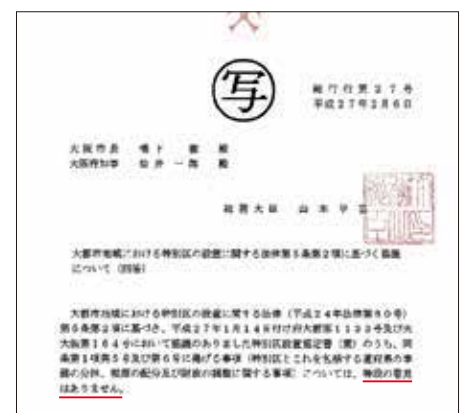 写
総行行第27号
平成27年2月6日
大阪市長 橋下 徹 殿
大阪府知事 松井 一郎 殿
総務大臣 山本 早苗
大都市地域における特別区の設置に関する法律第5条第2項に基づく協議
について(回答)
大都市地域における特別区の設置に関する法律(平成24年法律第80号)
第5条第2項に基づき、平成27年1月14日付け府大都第1133号及び大
大阪第164号において協議のありました特別区設置協定書(案)のうち、同
条第1項第5号及び第6号に掲げる事項(特別区とこれを包括する道府県の事
務の分担、税源の配分及び財政の調整に関する事項)については、特段の意見
はありません。